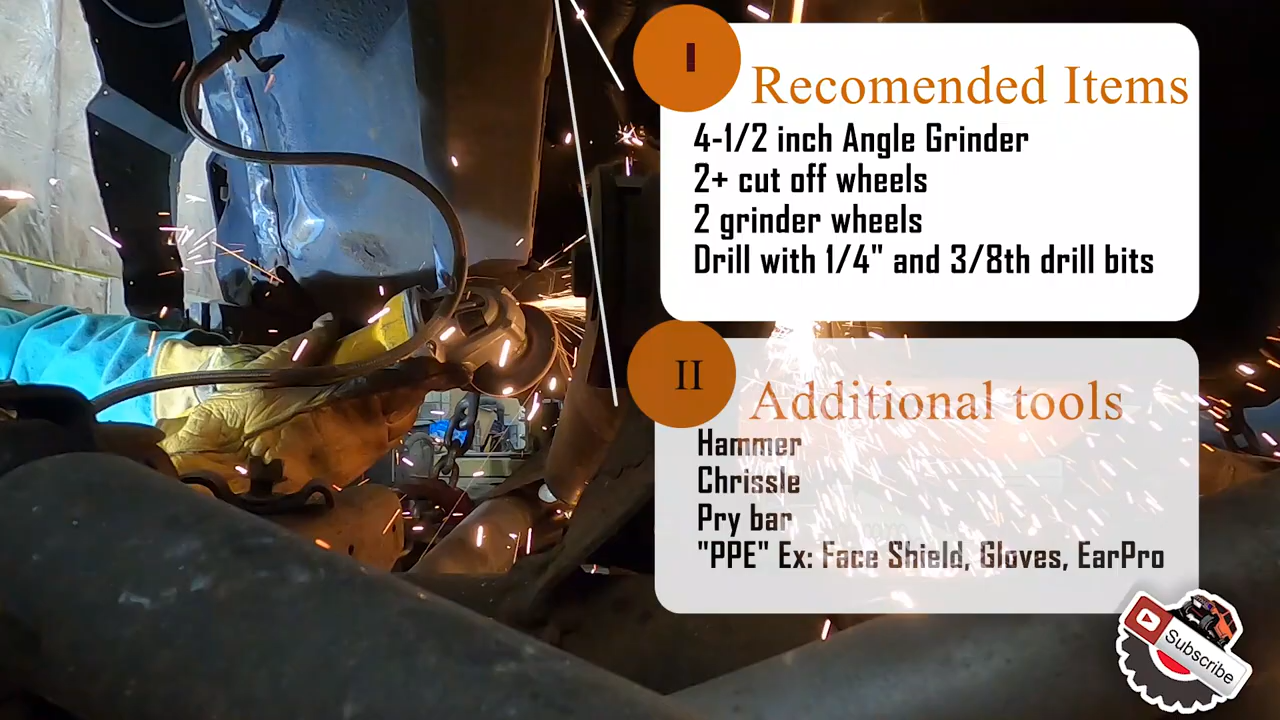 I
Recomended Items
4-1/2 inch Angle Grinder
2+ cut off wheels
2 grinder wheels
Drill with 1/4" and 3/8th drill bits
II
Additional tools
Hammer
Chrissle
Pry bar
"PPE" Ex: Face Shield, Gloves, EarPro
Subscribe